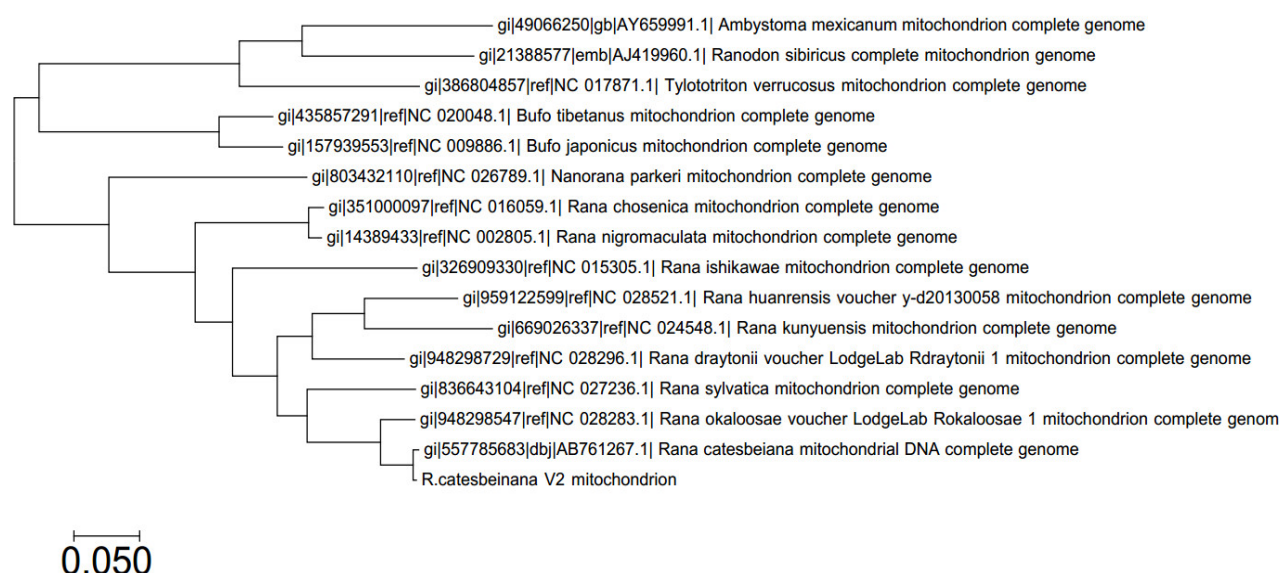 gi|49066250|gb|AY659991.1| Ambystoma mexicanum mitochondrion complete genome
gi|21388577|emb|AJ419960.1| Ranodon sibiricus complete mitochondrion genome
gi|386804857|ref|NC 017871.1| Tylototriton verrucosus mitochondrion complete genome
gi|435857291|ref|NC 020048.1| Bufo tibetanus mitochondrion complete genome
gi|157939553|ref|NC 009886.1| Bufo japonicus mitochondrion complete genome
gi|803432110|ref|NC 026789.1| Nanorana parkeri mitochondrion complete genome
gi|351000097|ref|NC 016059.1| Rana chosenica mitochondrion complete genome
gi|14389433|ref|NC 002805.1| Rana nigromaculata mitochondrion complete genome
gi|326909330|ref|NC 015305.1| Rana ishikawae mitochondrion complete genome
gi|959122599|ref|NC 028521.1| Rana huanrensis voucher y-d20130058 mitochondrion complete genome
gi|669026337|ref|NC 024548.1| Rana kunyuensis mitochondrion complete genome
gi|948298729|ref|NC 028296.1| Rana draytonii voucher LodgeLab Rdraytonii 1 mitochondrion complete genome
gi|836643104|ref|NC 027236.1| Rana sylvatica mitochondrion complete genome
gi|948298547|ref|NC 028283.1| Rana okaloosae voucher LodgeLab Rokaloosae 1 mitochondrion complete genom
gi|557785683|dbj|AB761267.1| Rana catesbeiana mitochondrial DNA complete genome
R.catesbeinana V2 mitochondrion
0.050